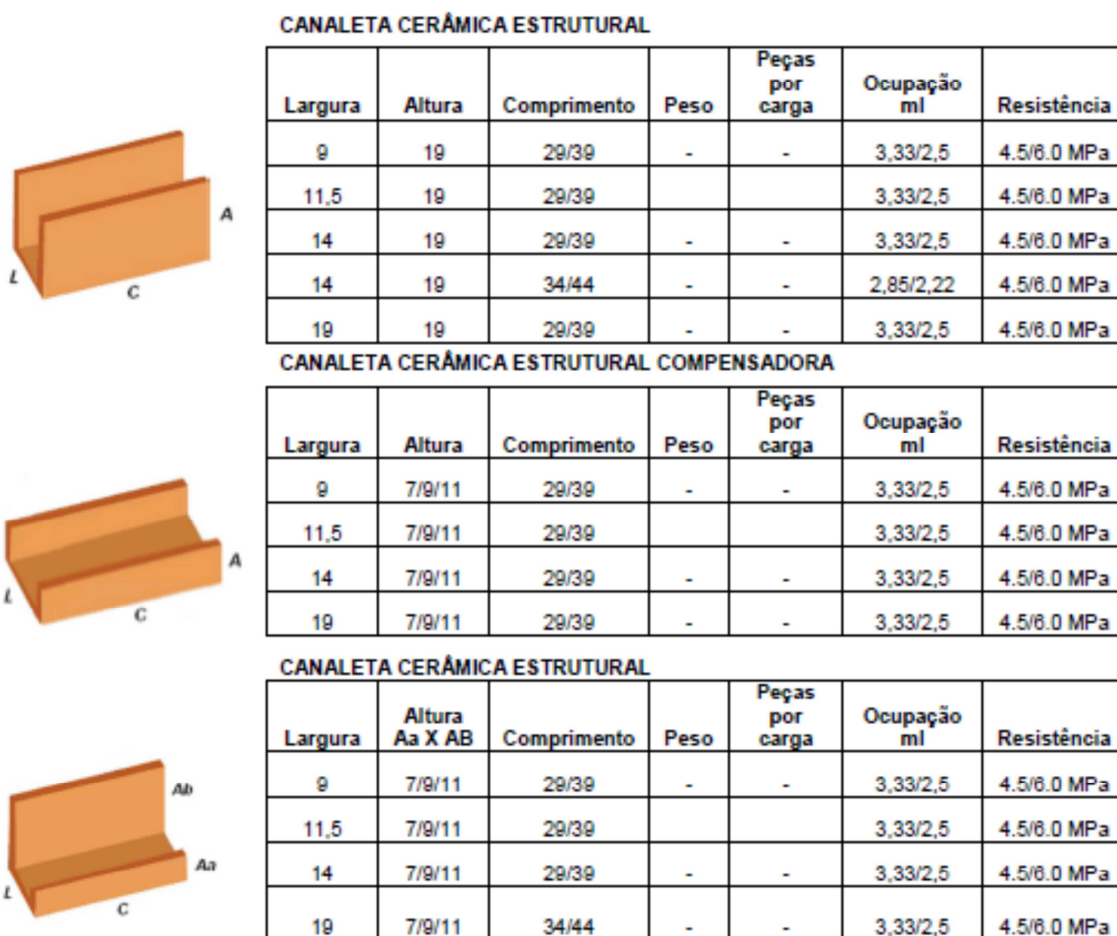 CANALETA CERÂMICA ESTRUTURAL
Largura Altura Comprimento Peso Peças por carga Ocupação ml Resistência
9 19 29/39 - - 3,33/2,5 4.5/6.0 MPa
11,5 19 29/39 3,33/2,5 4.5/6.0 MPa
14 19 29/39 - - 3,33/2,5 4.5/6.0 MPa
14 19 34/44 - - 2,85/2,22 4.5/6.0 MPa
19 19 29/39 - - 3,33/2,5 4.5/6.0 MPa
A
L
C
CANALETA CERÂMICA ESTRUTURAL COMPENSADORA
Largura Altura Comprimento Peso Peças por carga Ocupação ml Resistência
9 7/9/11 29/39 - - 3,33/2,5 4.5/6.0 MPa
11,5 7/9/11 29/39 3,33/2,5 4.5/6.0 MPa
14 7/9/11 29/39 - - 3,33/2,5 4.5/6.0 MPa
19 7/9/11 29/39 - - 3,33/2,5 4.5/6.0 MPa
A
L
C
CANALETA CERÂMICA ESTRUTURAL
Largura Altura Aa X AB Comprimento Peso Peças por carga Ocupação ml Resistência
9 7/9/11 29/39 - - 3,33/2,5 4.5/6.0 MPa
11,5 7/9/11 29/39 3,33/2,5 4.5/6.0 MPa
14 7/9/11 29/39 - - 3,33/2,5 4.5/6.0 MPa
19 7/9/11 34/44 - - 3,33/2,5 4.5/6.0 MPa
Ab
Aa
L
C